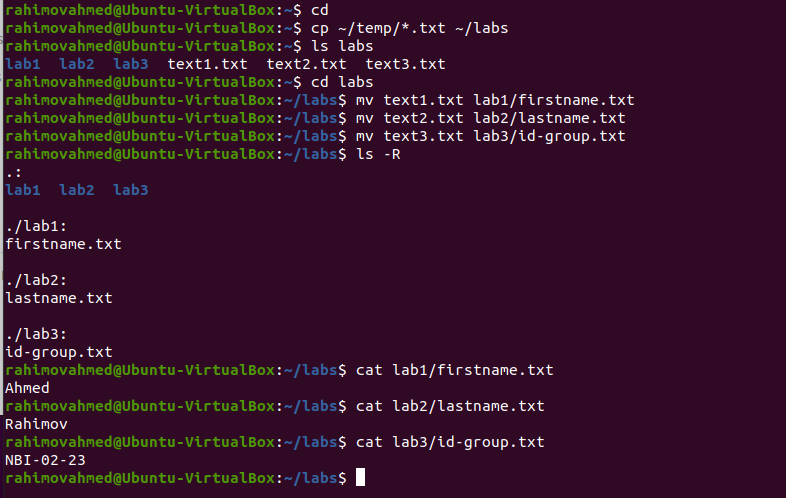 rahimovahmed@Ubuntu-VirtualBox:~$ cd
rahimovahmed@Ubuntu-VirtualBox:~$ cp ~/temp/*.txt ~/labs
rahimovahmed@Ubuntu-VirtualBox:~$ ls labs
lab1  lab2  lab3  text1.txt  text2.txt  text3.txt
rahimovahmed@Ubuntu-VirtualBox:~$ cd labs
rahimovahmed@Ubuntu-VirtualBox:~/labs$ mv text1.txt lab1/firstname.txt
rahimovahmed@Ubuntu-VirtualBox:~/labs$ mv text2.txt lab2/lastname.txt
rahimovahmed@Ubuntu-VirtualBox:~/labs$ mv text3.txt lab3/id-group.txt
rahimovahmed@Ubuntu-VirtualBox:~/labs$ ls -R
.:
lab1  lab2  lab3
./lab1:
firstname.txt
./lab2:
lastname.txt
./lab3:
id-group.txt
rahimovahmed@Ubuntu-VirtualBox:~/labs$ cat lab1/firstname.txt
Ahmed
rahimovahmed@Ubuntu-VirtualBox:~/labs$ cat lab2/lastname.txt
Rahimov
rahimovahmed@Ubuntu-VirtualBox:~/labs$ cat lab3/id-group.txt
NBI-02-23
rahimovahmed@Ubuntu-VirtualBox:~/labs$